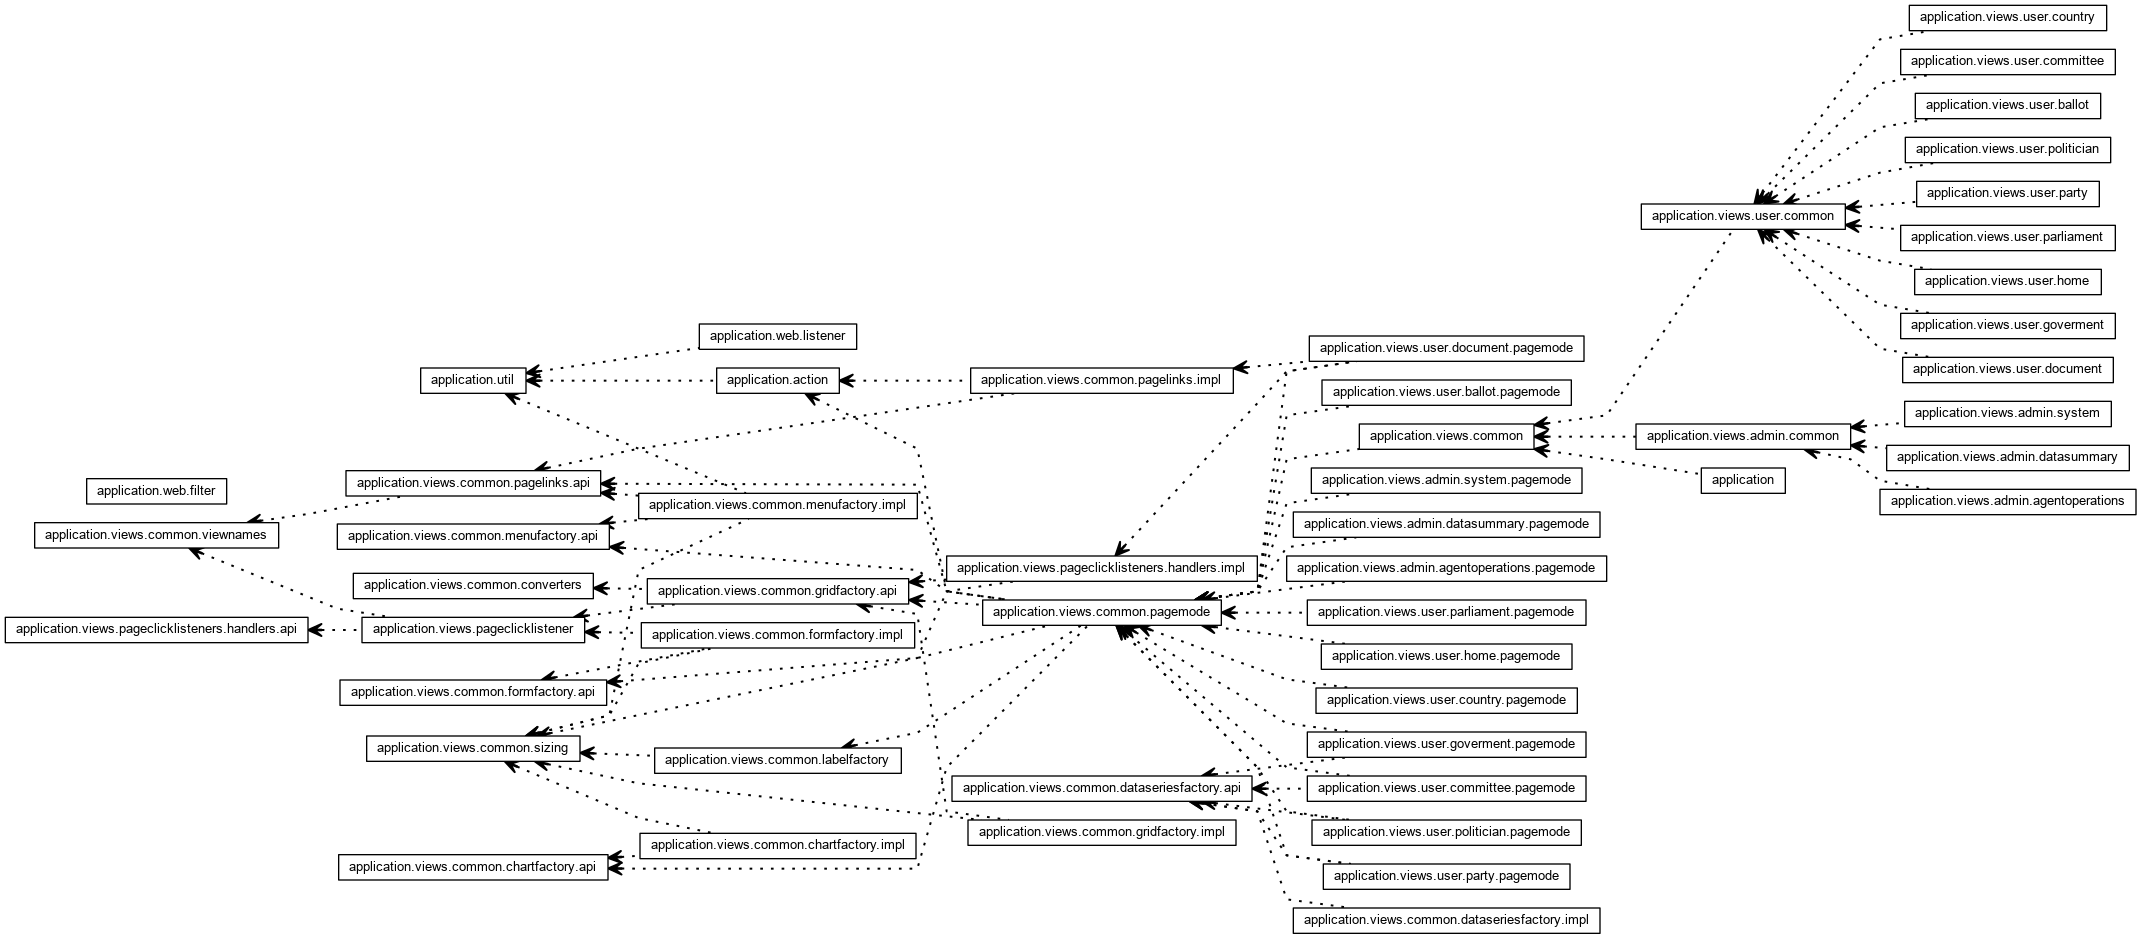 application.views.user.country
application.views.user.committee
application.views.user.ballot
application.views.user.politician
application.views.user.party
application.views.user.common
application.views.user.parliament
application.views.user.home
application.views.user.goverment
application.views.user.document
application.web.listener
application.views.user.document.pagemode
application.util
application.action
application.views.common.pagelinks.impl
application.views.user.ballot.pagemode
application.views.admin.system
application.views.common
application.views.admin.common
application.views.admin.datasummary
application.views.admin.system.pagemode
application
application.views.admin.agentoperations
application.web.filter
application.views.common.pagelinks.api
application.views.common.menufactory.impl
application.views.admin.datasummary.pagemode
application.views.common.viewnames
application.views.common.menufactory.api
application.views.pageclicklisteners.handlers.impl
application.views.admin.agentoperations.pagemode
application.views.common.converters
application.views.common.gridfactory.api
application.views.common.pagemode
application.views.user.parliament.pagemode
application.views.pageclicklisteners.handlers.api
application.views.pageclicklistener
application.views.common.formfactory.impl
application.views.user.home.pagemode
application.views.common.formfactory.api
application.views.user.country.pagemode
application.views.common.sizing
application.views.common.labelfactory
application.views.user.goverment.pagemode
application.views.common.dataseriesfactory.api
application.views.user.committee.pagemode
application.views.common.gridfactory.impl
application.views.user.politician.pagemode
application.views.common.chartfactory.impl
application.views.common.chartfactory.api
application.views.user.party.pagemode
application.views.common.dataseriesfactory.impl